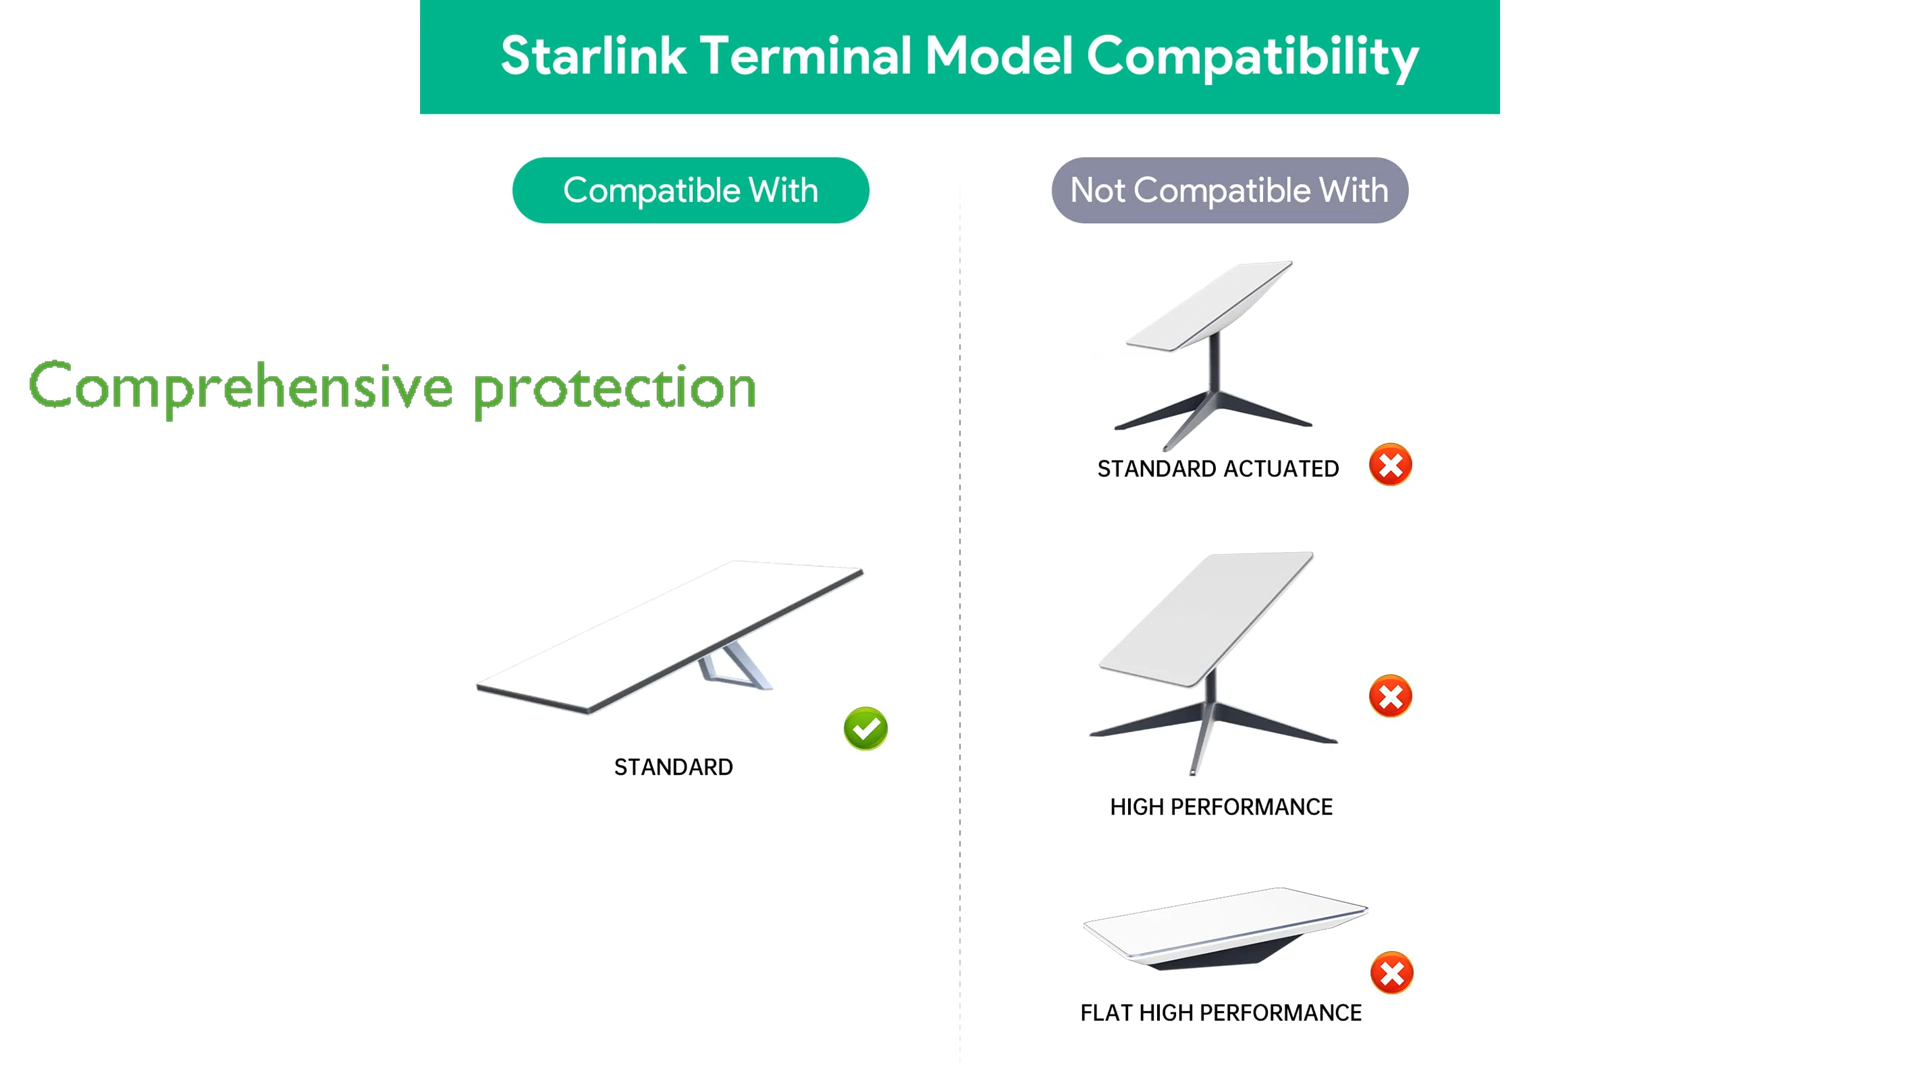 Starlink Terminal Model Compatibility
Compatible With
Not Compatible With
Comprehensive protection
STANDARD ACTUATED
STANDARD
HIGH PERFORMANCE
FLAT HIGH PERFORMANCE